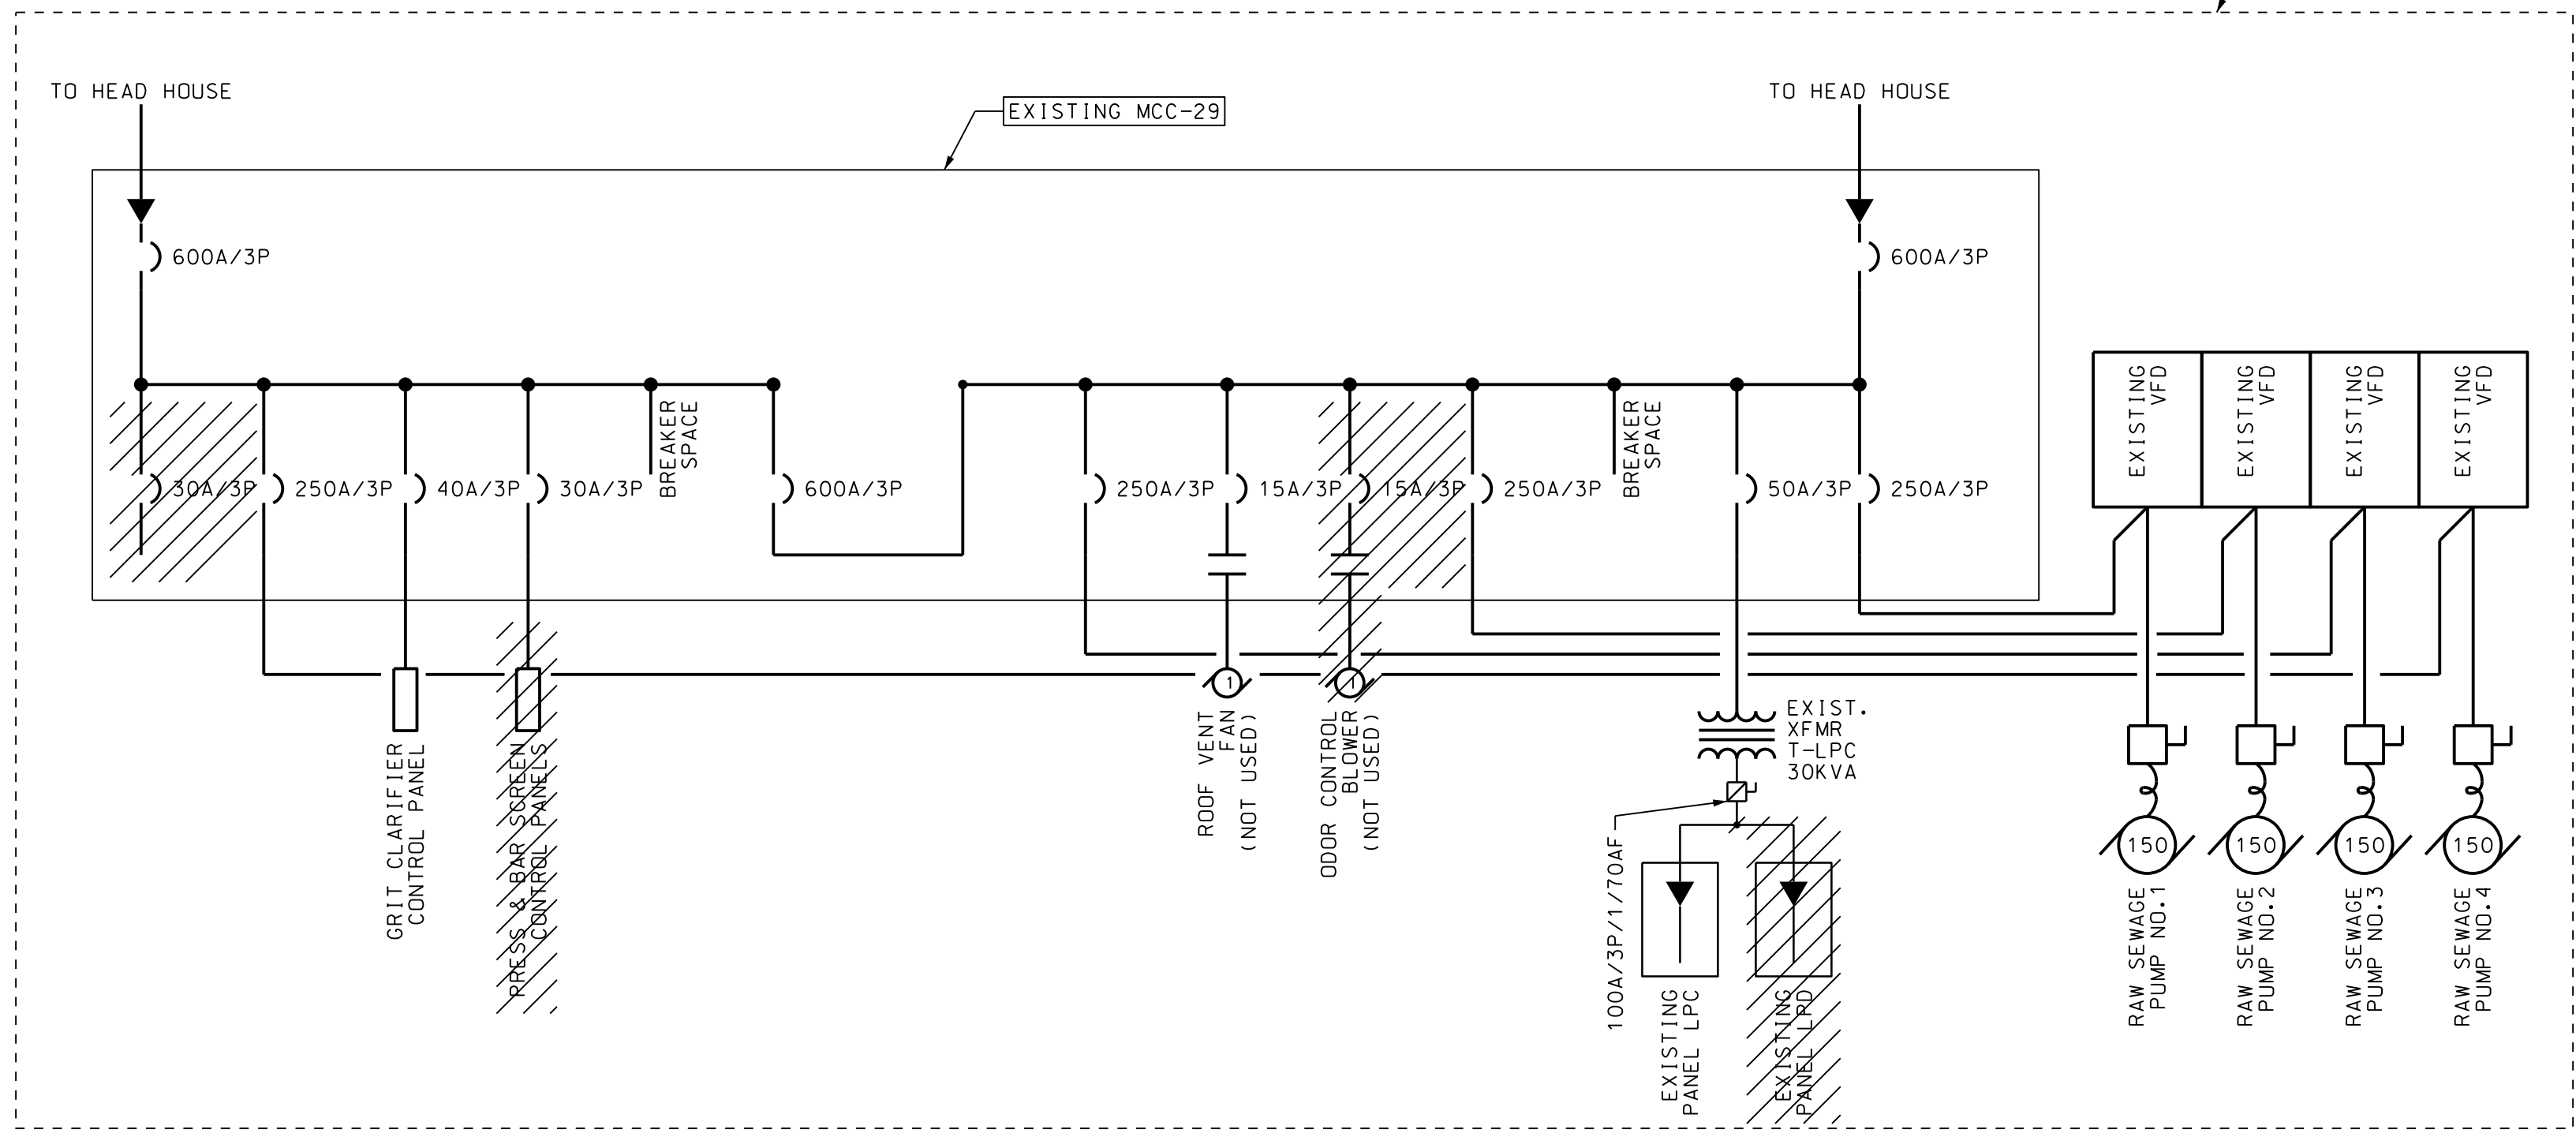 TO HEAD HOUSE
TO HEAD HOUSE
EXISTING MCC-29
600A/3P
600A/3P
30A/3P
250A/3P
40A/3P
30A/3P
BREAKER
SPACE
600A/3P
250A/3P
15A/3P
15A/3P
250A/3P
BREAKER
SPACE
50A/3P
250A/3P
EXISTING
VFD
EXISTING
VFD
EXISTING
VFD
EXISTING
VFD
1
1
GRIT CLARIFIER
CONTROL PANEL
PRESS & BAR SCREEN
CONTROL PANELS
ROOF VENT
FAN
(NOT USED)
ODOR CONTROL
BLOWER
(NOT USED)
EXIST.
XFMR
T-LPC
30KVA
100A/3P/1/70AF
EXISTING
PANEL LPC
EXISTING
PANEL LPD
150
150
150
150
RAW SEWAGE
PUMP NO.1
RAW SEWAGE
PUMP NO.2
RAW SEWAGE
PUMP NO.3
RAW SEWAGE
PUMP NO.4